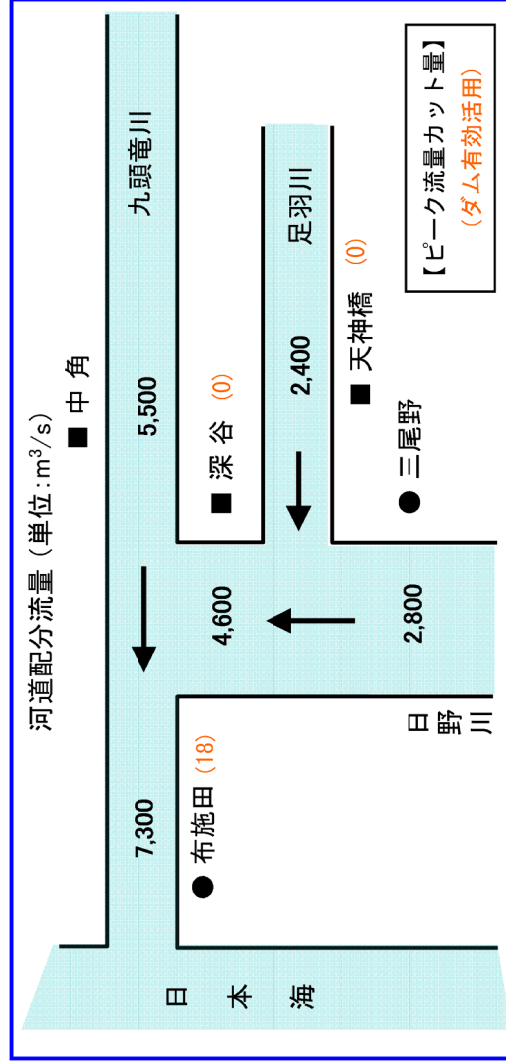 河道配分流量(単位:m³/s)
■中角
九頭竜川
7,300
5,500
●布施田(18)
■深谷(0)
4,600
足羽川
2,400
■天神橋(0)
2,800
●三尾野
日野川
日本海
【ピーク流量カット量】
(ダム有効活用)